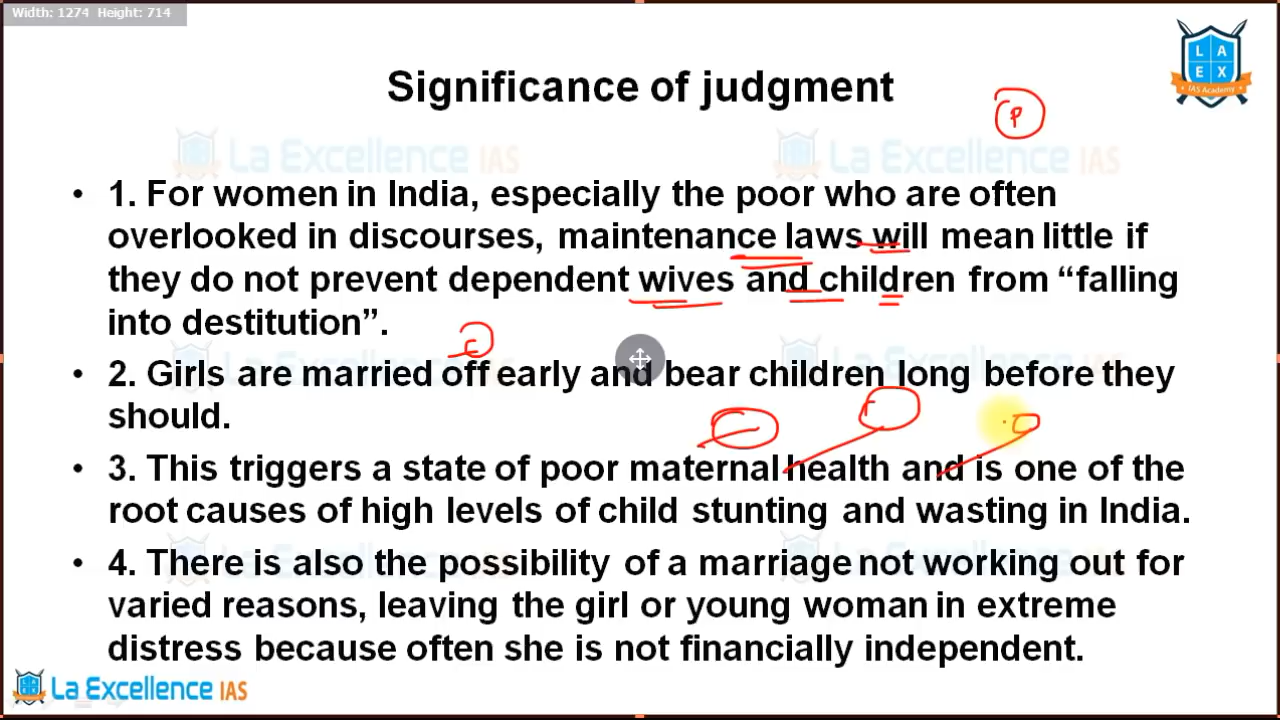 Width: 1274 Height: 714
L A
E X
IAS Academy
Significance of judgment
P
La Excellence IAS La Excellence IAS
• 1. For women in India, especially the poor who are often
overlooked in discourses, maintenance laws will mean little if
they do not prevent dependent wives and children from “falling
into destitution”.
• 2. Girls are married off early and bear children long before they
should.
• 3. This triggers a state of poor maternal health and is one of the
root causes of high levels of child stunting and wasting in India.
• 4. There is also the possibility of a marriage not working out for
varied reasons, leaving the girl or young woman in extreme
distress because often she is not financially independent.
La Excellence IAS